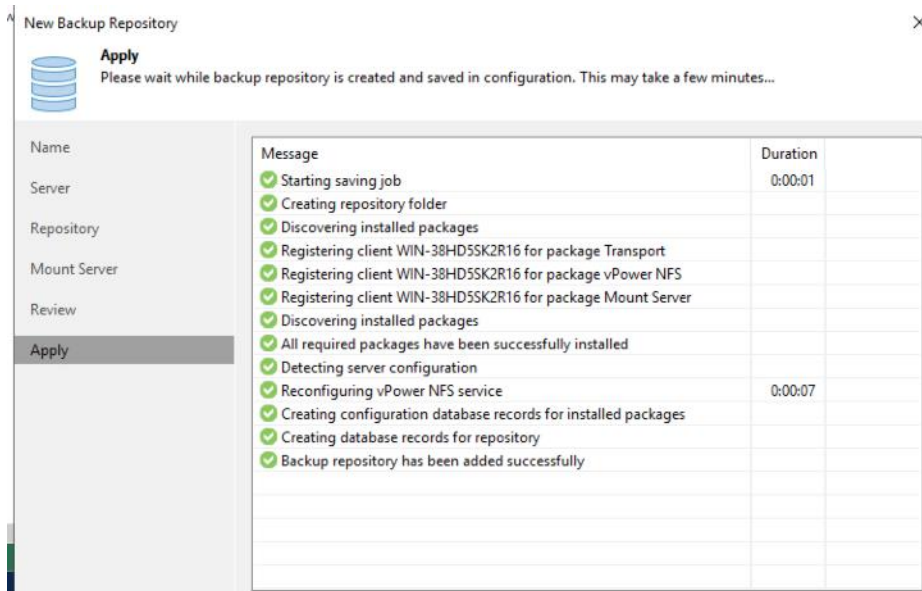 New Backup Repository
Apply
Please wait while backup repository is created and saved in configuration. This may take a few minutes...
Name
Server
Repository
Mount Server
Review
Apply
Message Duration
Starting saving job 0:00:01
Creating repository folder
Discovering installed packages
Registering client WIN-38HD5SK2R16 for package Transport
Registering client WIN-38HD5SK2R16 for package vPower NFS
Registering client WIN-38HD5SK2R16 for package Mount Server
Discovering installed packages
All required packages have been successfully installed
Detecting server configuration
Reconfiguring vPower NFS service 0:00:07
Creating configuration database records for installed packages
Creating database records for repository
Backup repository has been added successfully